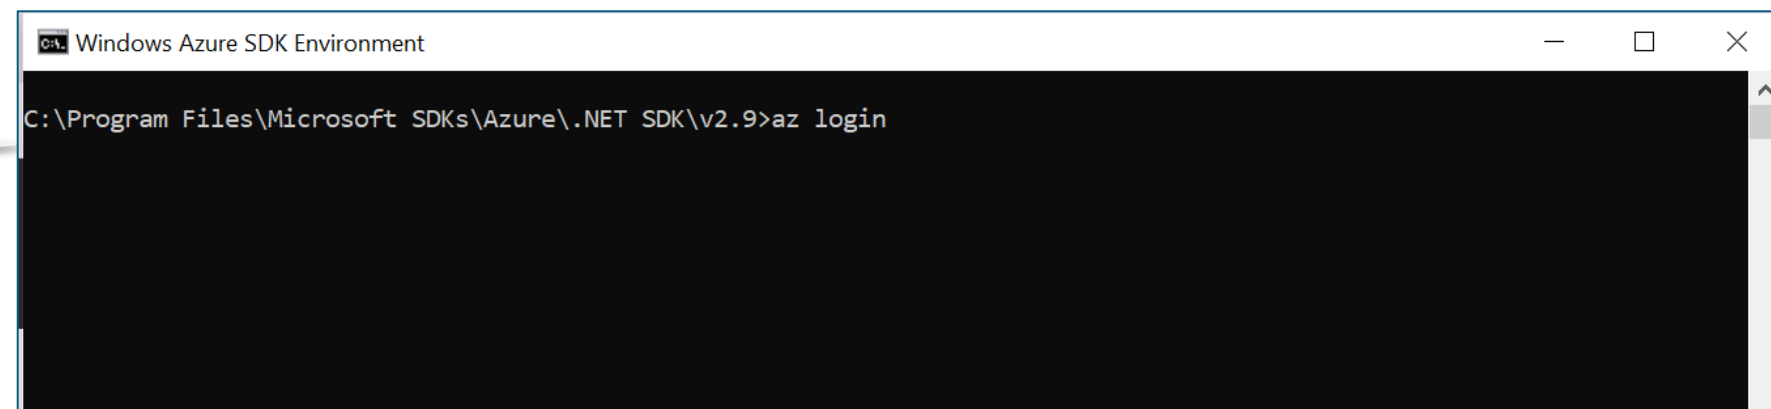 Windows Azure SDK Environment
C:\Program Files\Microsoft SDKs\Azure\.NET SDK\v2.9>az login